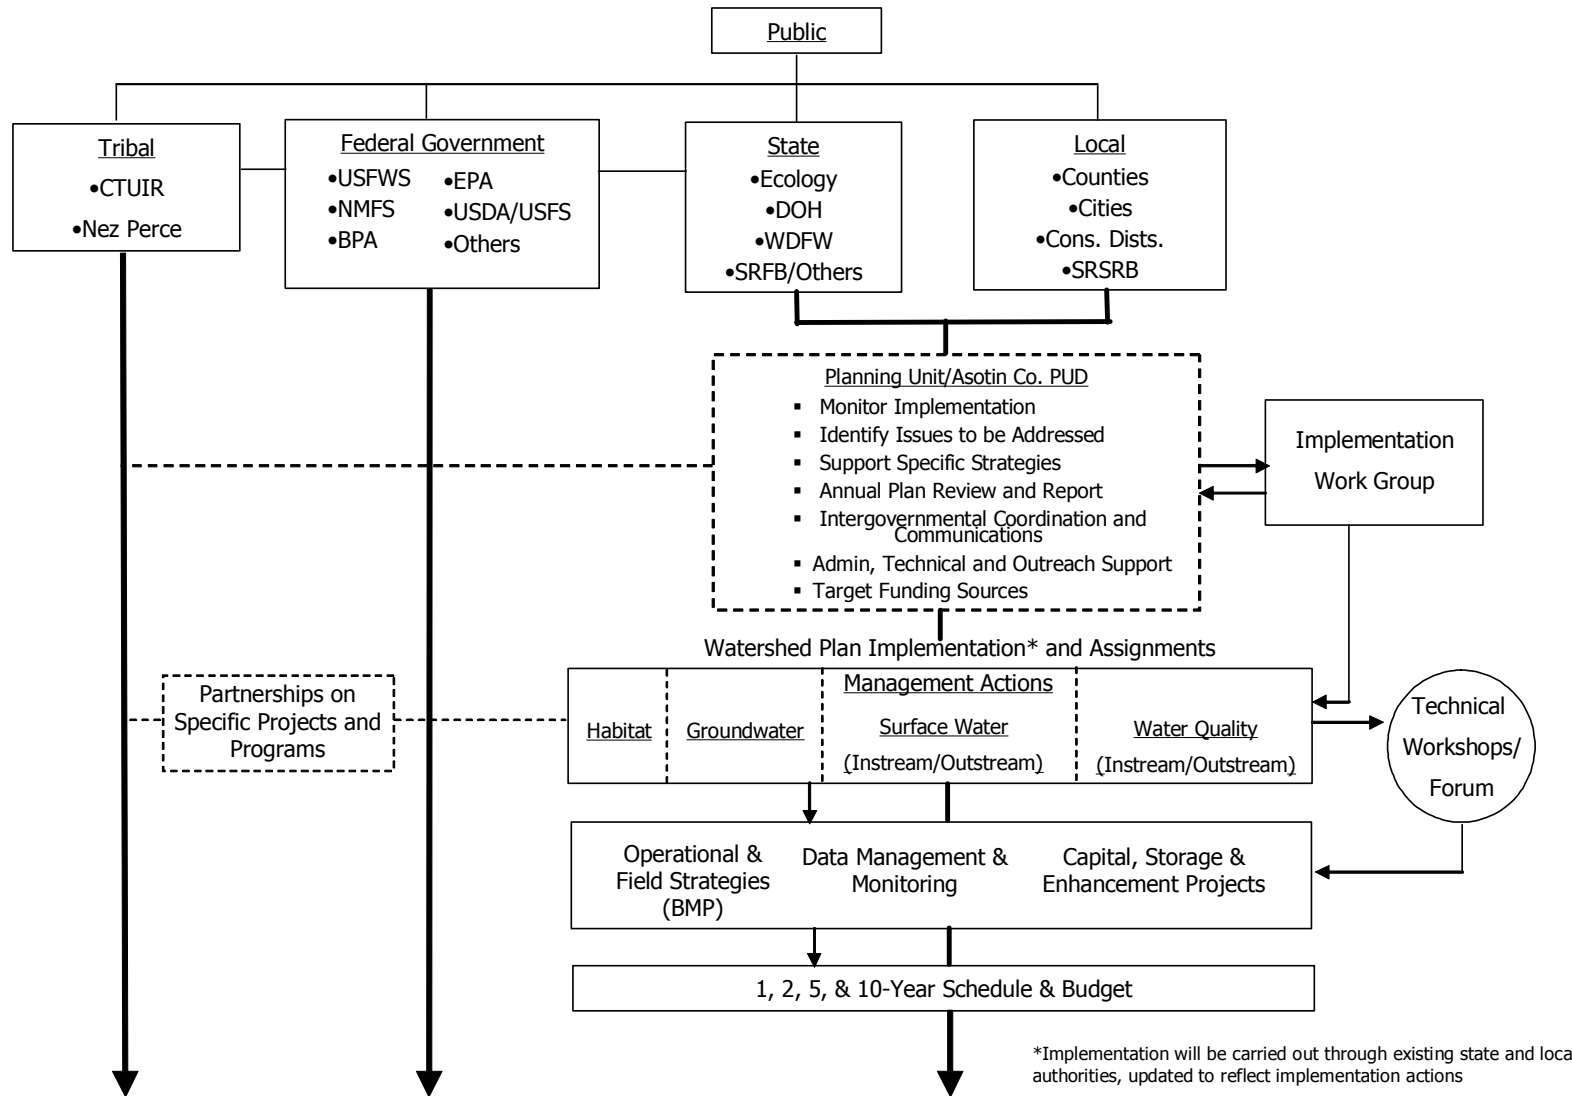 Public
Tribal
•CTUIR
•Nez Perce
Federal Government
•USFWS
•NMFS
•BPA
•EPA
•USDA/USFS
•Others
State
•Ecology
•DOH
•WDFW
•SRFB/Others
Local
•Counties
•Cities
•Cons. Dists.
•SRSRB
Planning Unit/Asotin Co. PUD
▪ Monitor Implementation
▪ Identify Issues to be Addressed
▪ Support Specific Strategies
▪ Annual Plan Review and Report
▪ Intergovernmental Coordination and
Communications
▪ Admin, Technical and Outreach Support
▪ Target Funding Sources
Implementation
Work Group
Watershed Plan Implementation* and Assignments
Management Actions
Habitat
Groundwater
Surface Water
(Instream/Outstream)
Water Quality
(Instream/Outstream)
Partnerships on
Specific Projects and
Programs
Technical
Workshops/
Forum
Operational &
Field Strategies
(BMP)
Data Management &
Monitoring
Capital, Storage &
Enhancement Projects
1, 2, 5, & 10-Year Schedule & Budget
*Implementation will be carried out through existing state and loca
authorities, updated to reflect implementation actions